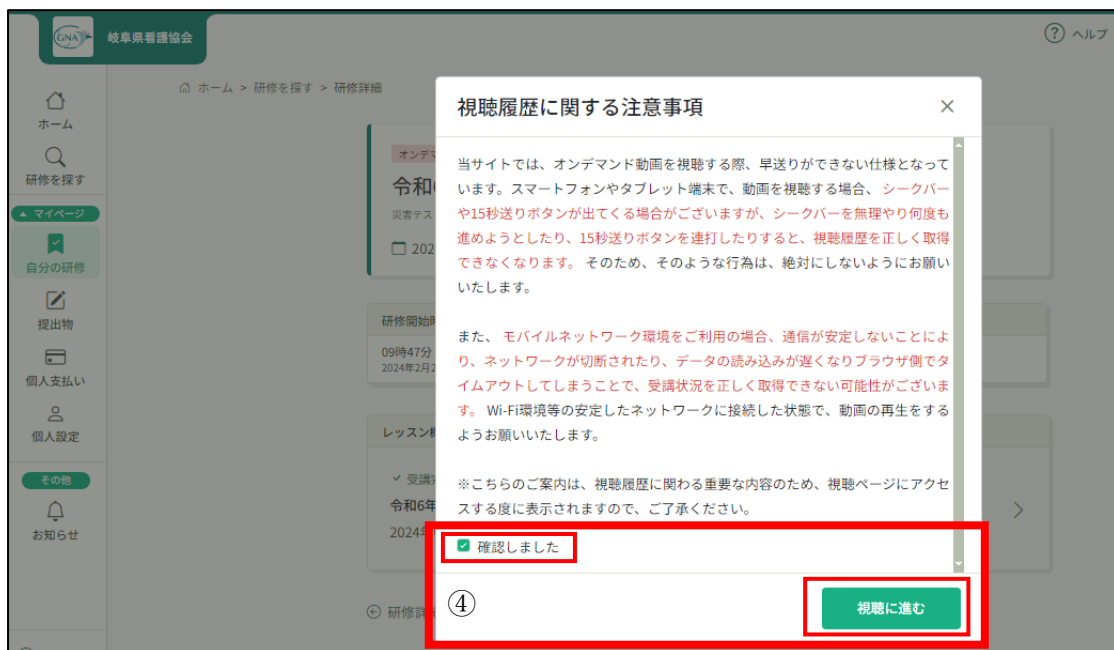 GNA
岐阜県看護協会
ヘルプ
ホーム > 研修を探す > 研修詳細
ホーム
研修を探す
マイページ
自分の研修
提出物
個人支払い
個人設定
その他
お知らせ
オンデマ
令和
災害テス
202
研修開始時
09時47分
2024年2月2
レッスン概
受講完
令和6年
2024年
研修詳細
視聴履歴に関する注意事項
当サイトでは、オンデマンド動画を視聴する際、早送りができない仕様となって
います。スマートフォンやタブレット端末で、動画を視聴する場合、 シークバー
や15秒送りボタンが出てくる場合がございますが、シークバーを無理やり何度も
進めようとしたり、15秒送りボタンを連打したりすると、視聴履歴を正しく取得
できなくなります。 そのため、そのような行為は、絶対にしないようにお願い
いたします。
また、 モバイルネットワーク環境をご利用の場合、通信が安定しないことによ
り、ネットワークが切断されたり、データの読み込みが遅くなりブラウザ側でタ
イムアウトしてしまうことで、受講状況を正しく取得できない可能性がございま
す。 Wi-Fi環境等の安定したネットワークに接続した状態で、動画の再生をする
ようお願いいたします。
※こちらのご案内は、視聴履歴に関わる重要な内容のため、視聴ページにアクセ
スする度に表示されますので、ご了承ください。
確認しました
④
視聴に進む